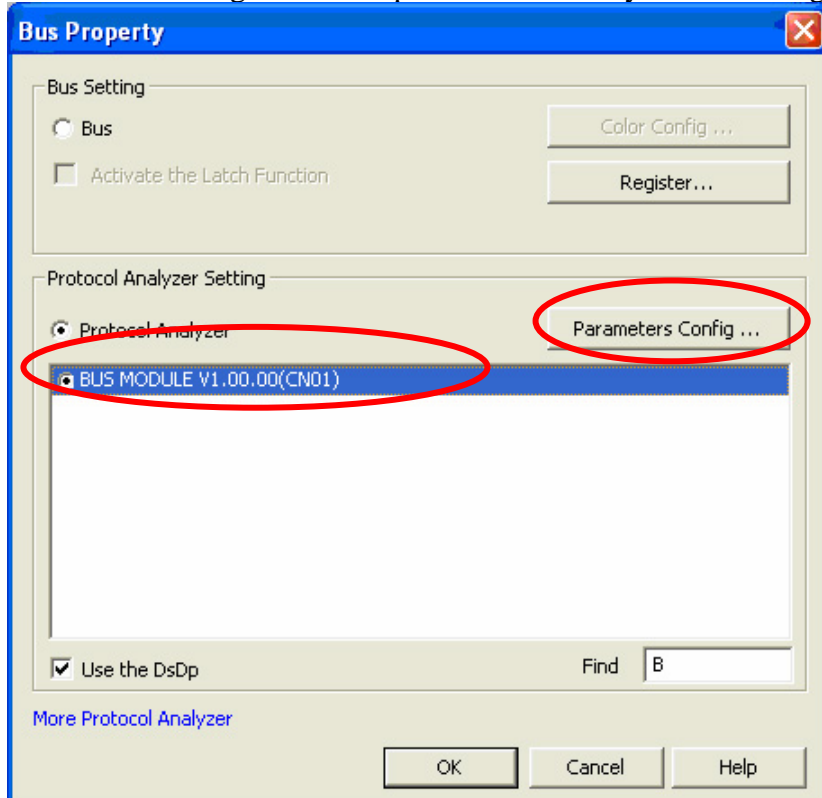 Bus Property
Bus Setting
Bus
Color Config ...
Activate the Latch Function
Register...
Protocol Analyzer Setting
Protocol Analyzer
Parameters Config ...
BUS MODULE V1.00.00(CN01)
Use the DsDp
Find B
More Protocol Analyzer
OK Cancel Help